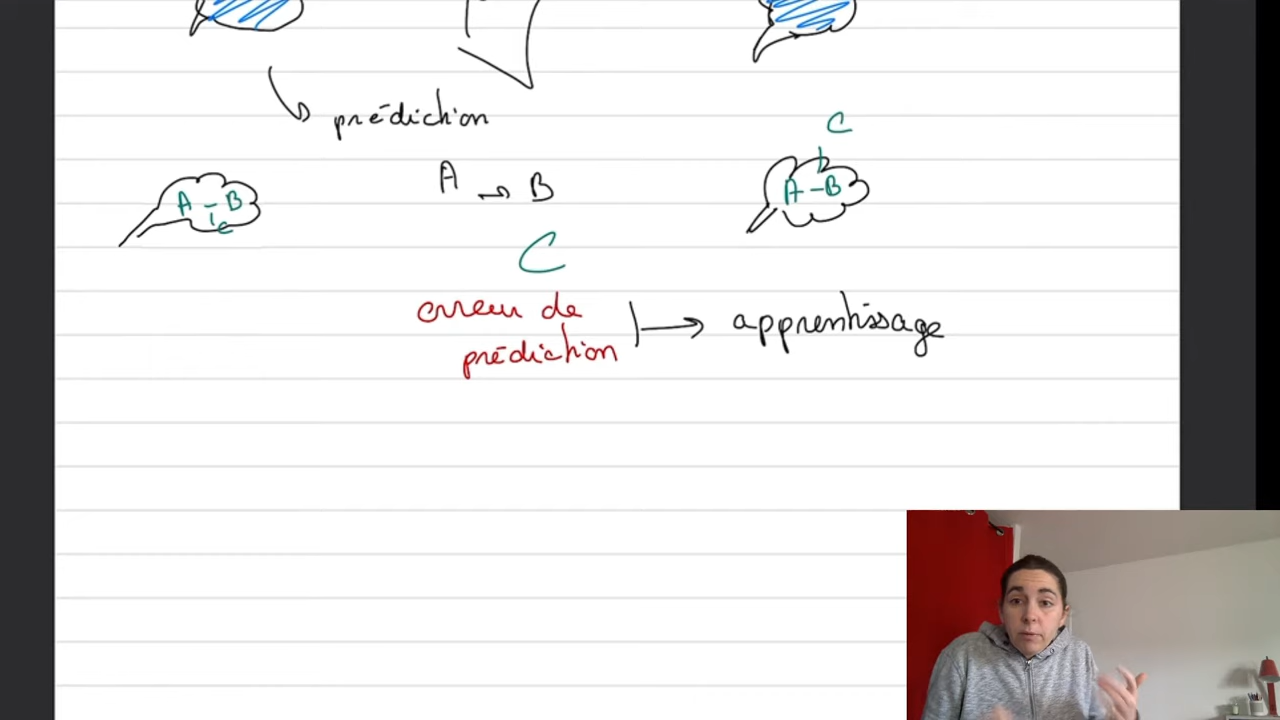 prédiction
C
A → B
A - B
C
A - B
C
erreur de
prédiction
apprentissage